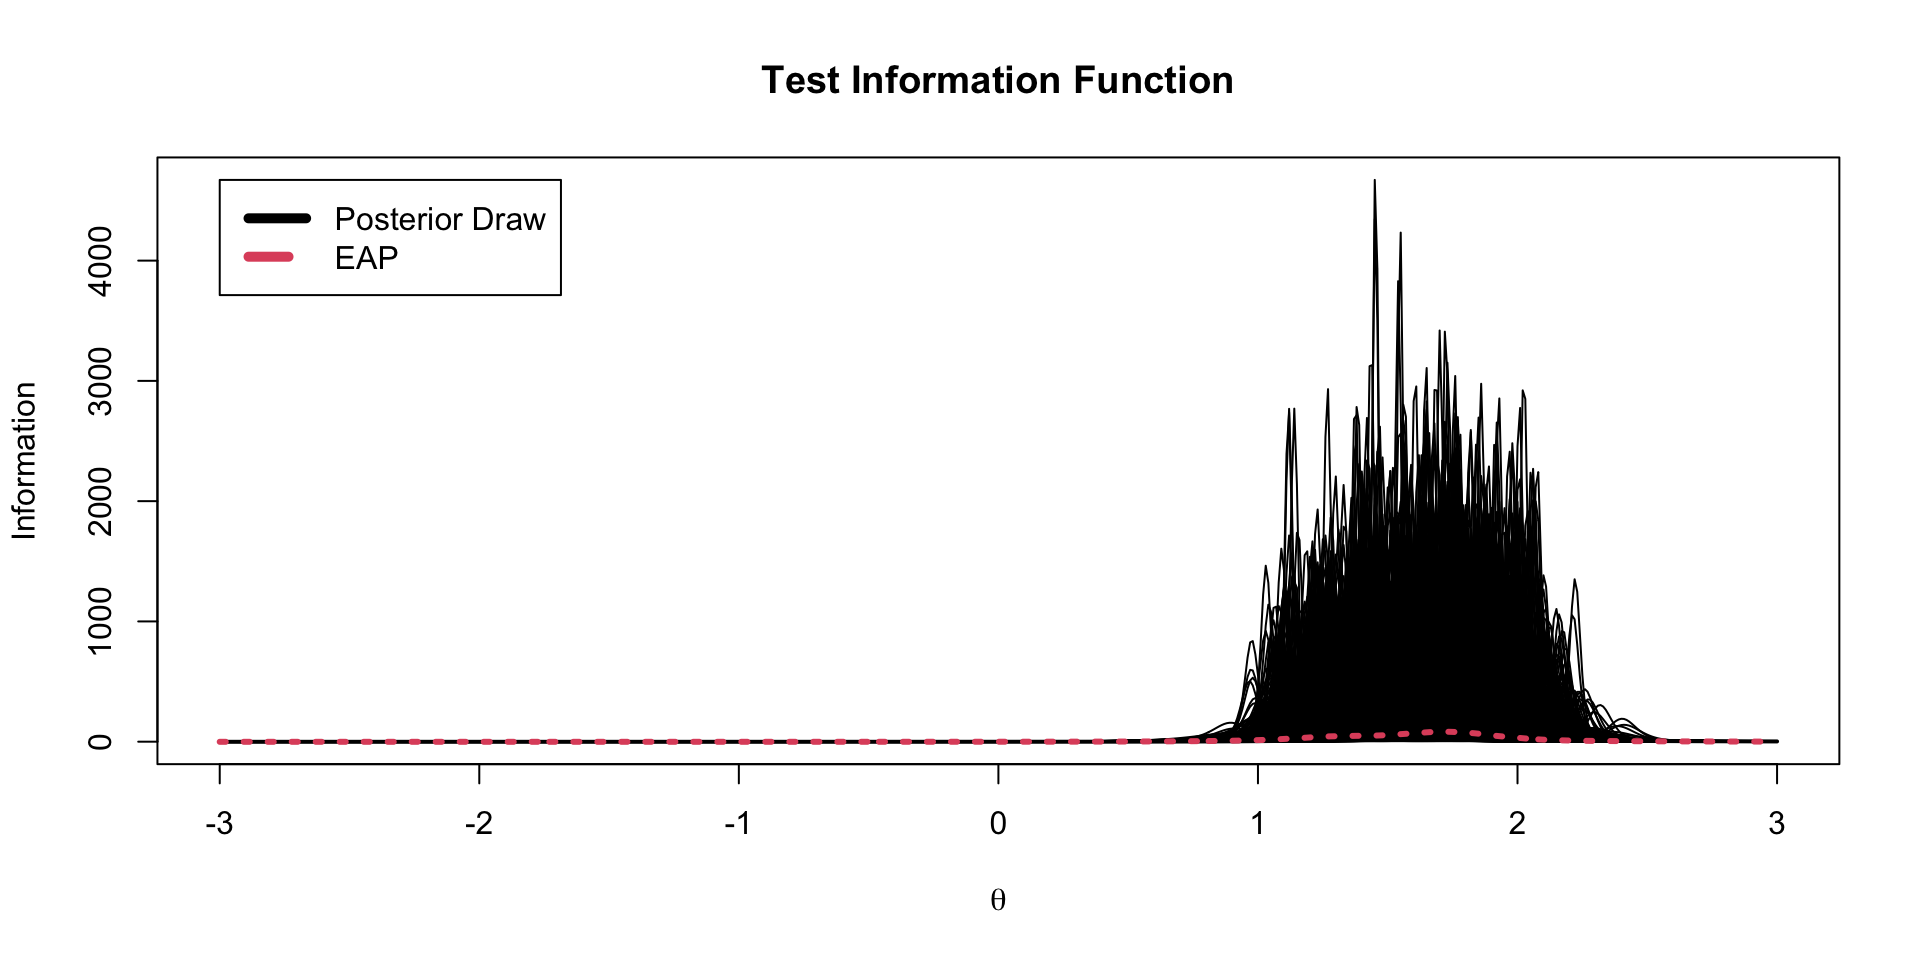 Test Information Function
Posterior Draw
EAP
Information
4000
3000
2000
1000
0
-3 -2 -1 0 1 2 3
θ